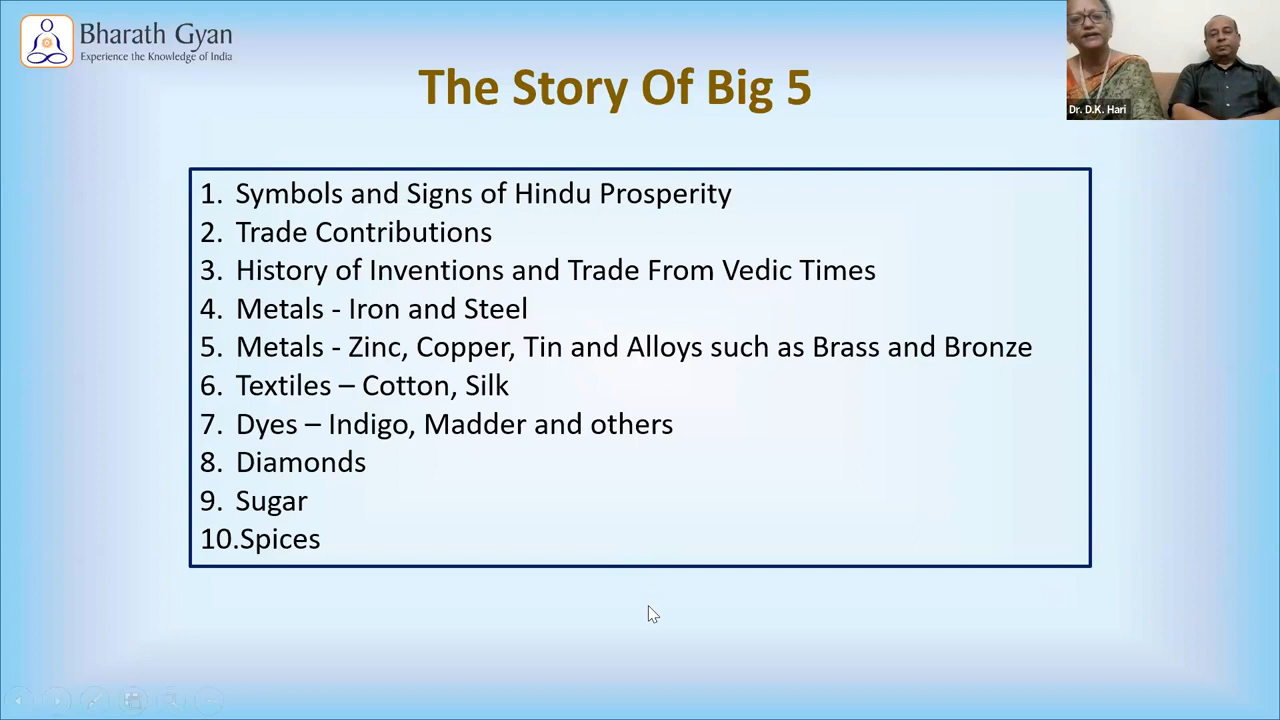 Bharath Gyan
Experience the Knowledge of India
The Story Of Big 5
Dr. D.K. Hari
1. Symbols and Signs of Hindu Prosperity
2. Trade Contributions
3. History of Inventions and Trade From Vedic Times
4. Metals - Iron and Steel
5. Metals - Zinc, Copper, Tin and Alloys such as Brass and Bronze
6. Textiles – Cotton, Silk
7. Dyes – Indigo, Madder and others
8. Diamonds
9. Sugar
10.Spices